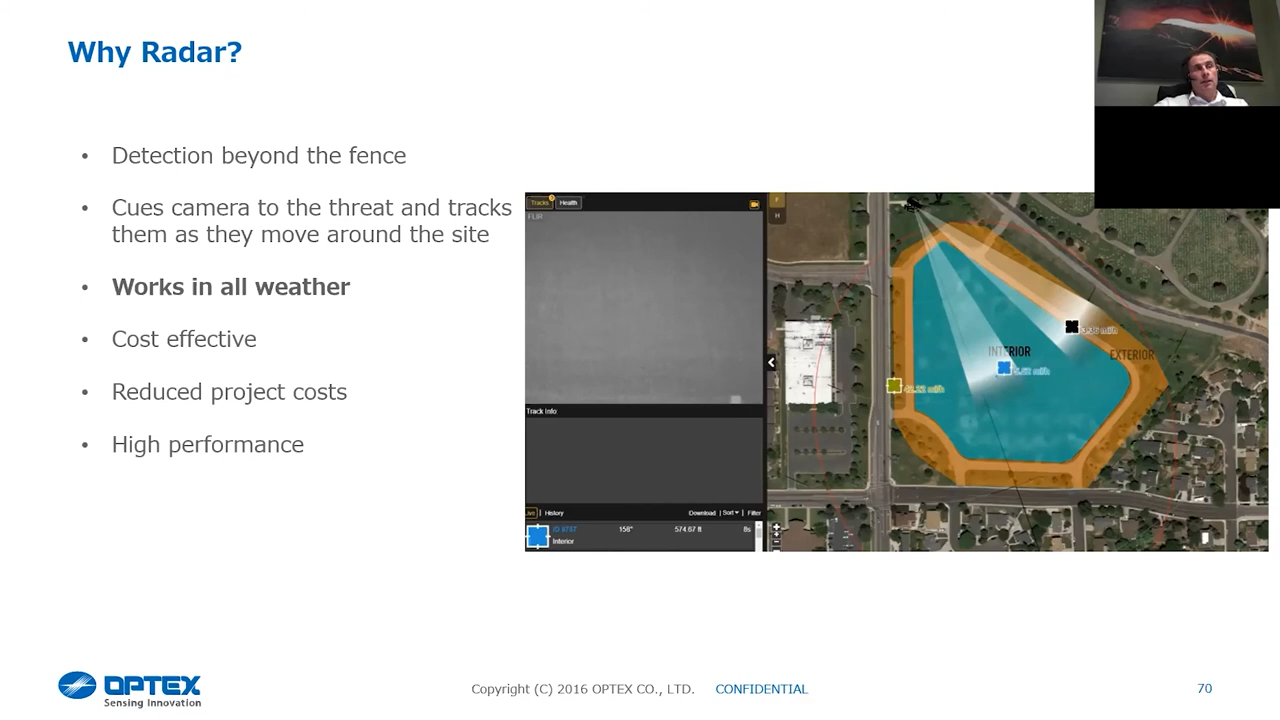 Why Radar?
• Detection beyond the fence
• Cues camera to the threat and tracks
them as they move around the site
• Works in all weather
• Cost effective
• Reduced project costs
• High performance
Tracks
Health
FLIR
F
H
INTERIOR
EXTERIOR
Track Info:
History
Download | Sort | Filter
156° 574.67 ft 8s
Interior
OPTEX
Sensing Innovation
Copyright (C) 2016 OPTEX CO., LTD. CONFIDENTIAL
70